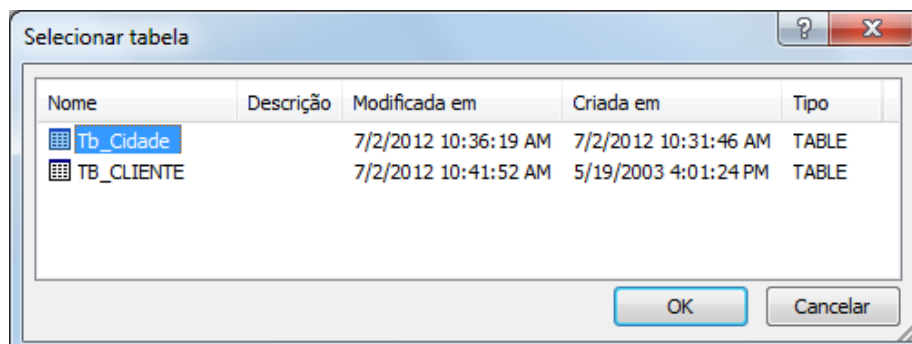 Selecionar tabela
Nome Descrição Modificada em Criada em Tipo
Tb_Cidade 7/2/2012 10:36:19 AM 7/2/2012 10:31:46 AM TABLE
TB_CLIENTE 7/2/2012 10:41:52 AM 5/19/2003 4:01:24 PM TABLE
OK Cancelar